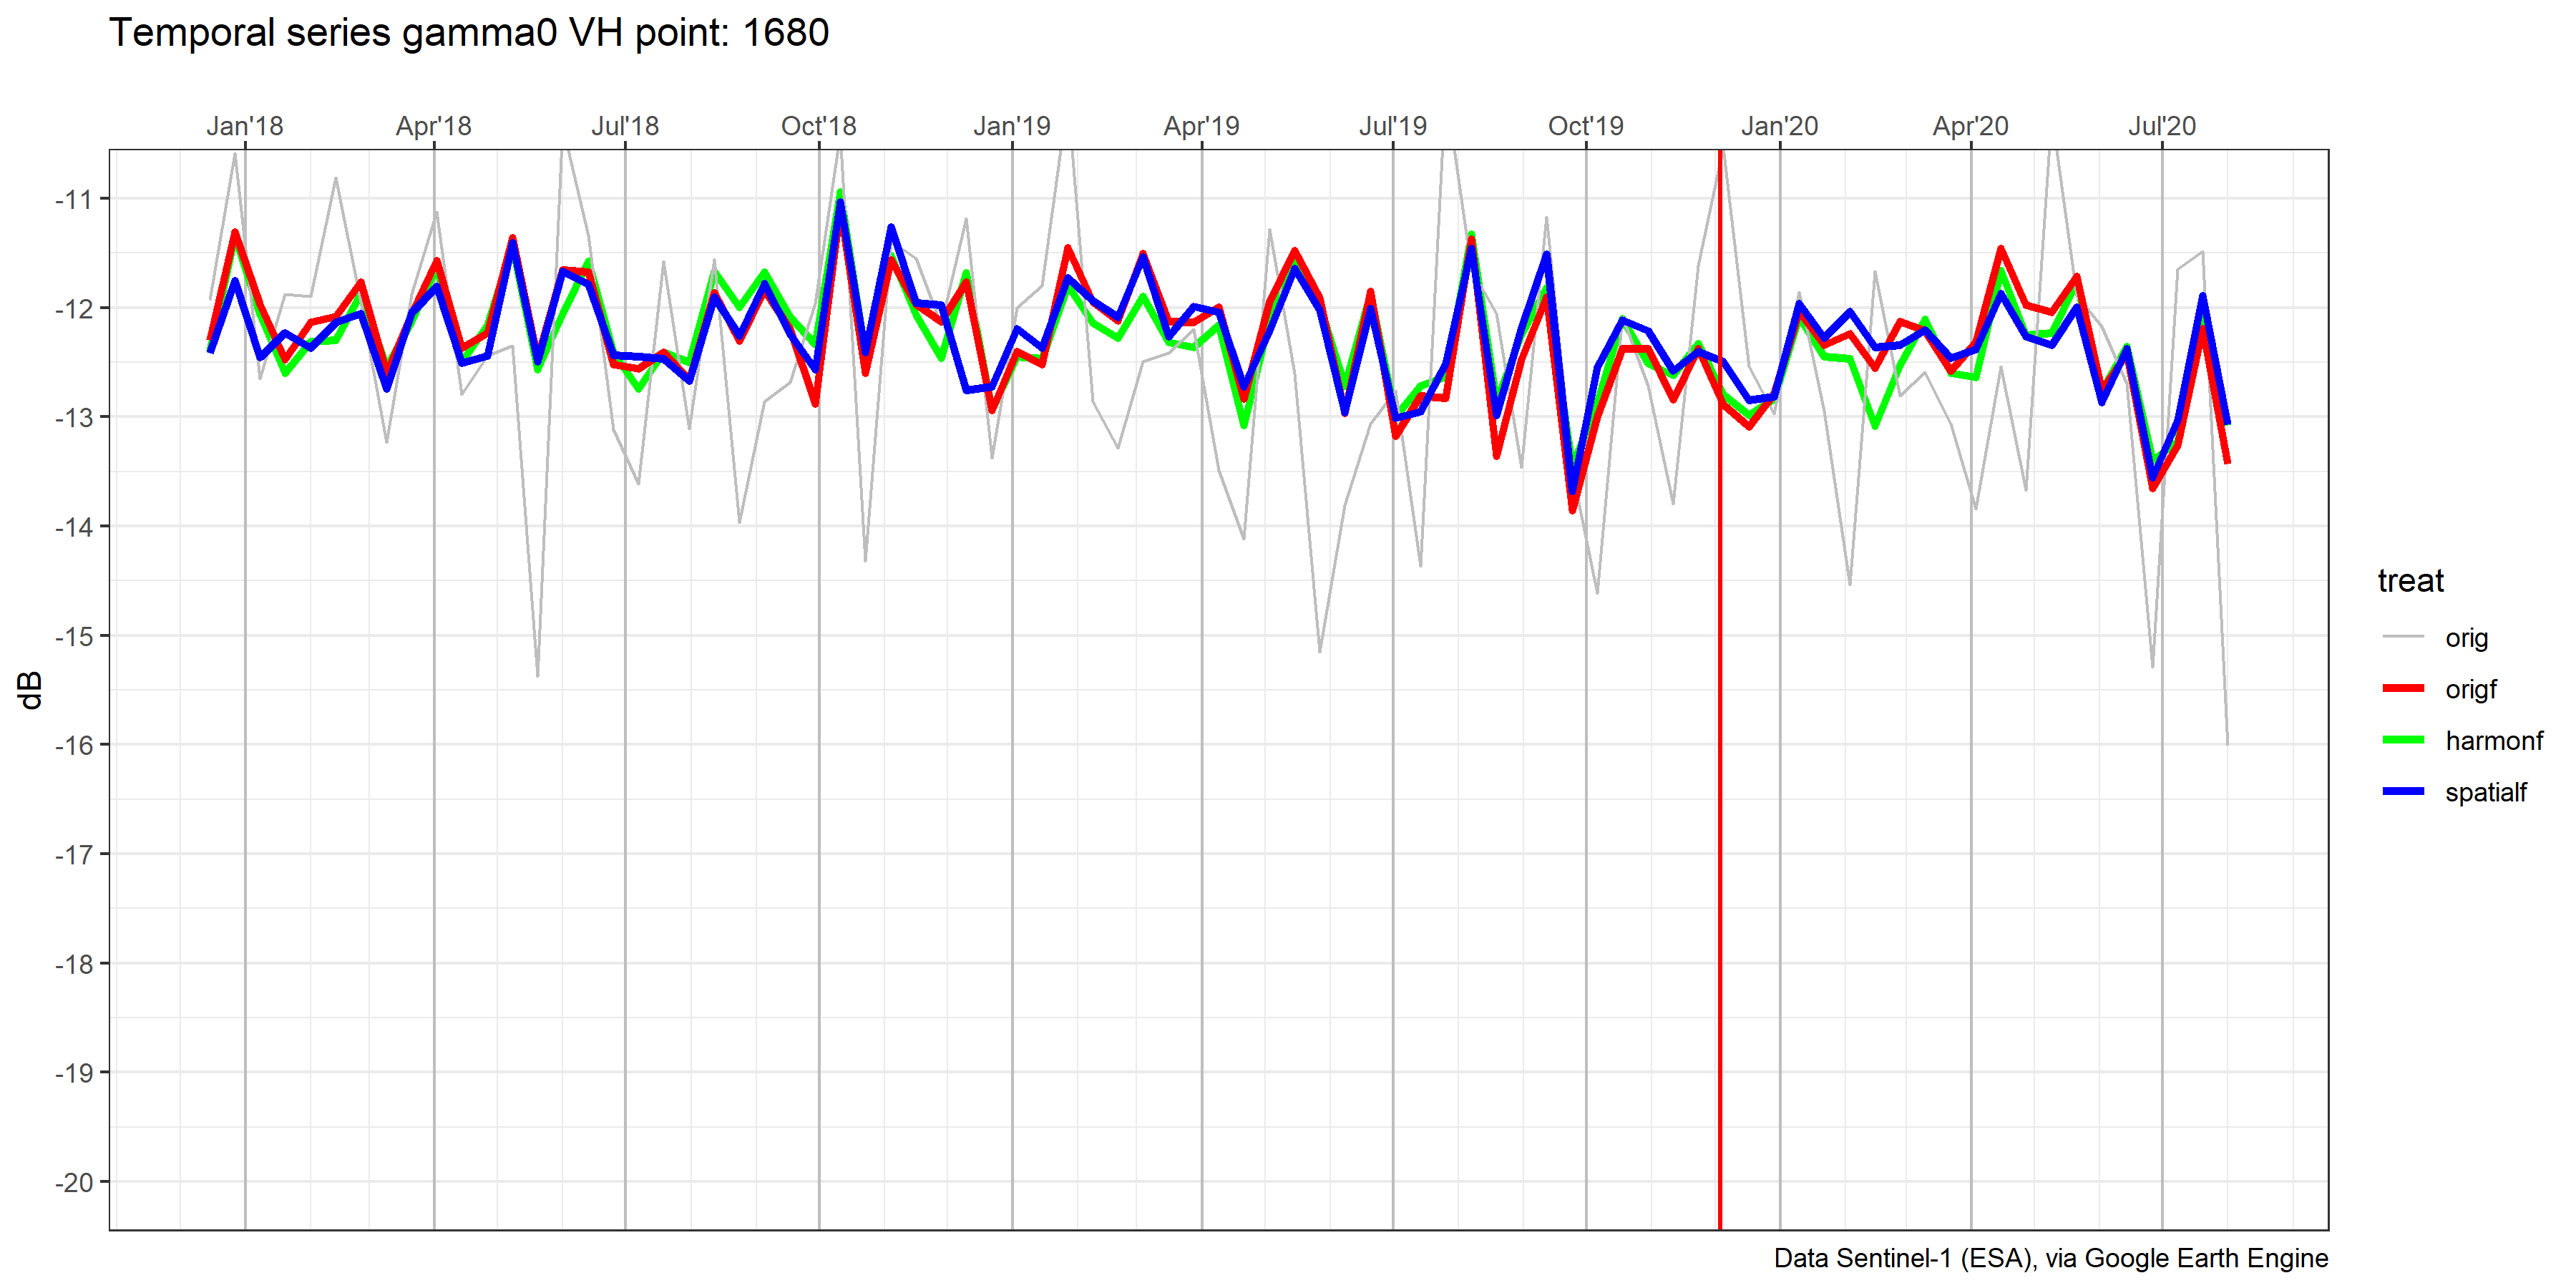 Temporal series gamma0 VH point: 1680
Jan'18 Apr'18 Jul'18 Oct'18 Jan'19 Apr'19 Jul'19 Oct'19 Jan'20 Apr'20 Jul'20
-11
-12
-13
-14
-15
-16
-17
-18
-19
-20
dB
treat
orig
origf
harmonf
spatialf
Data Sentinel-1 (ESA), via Google Earth Engine